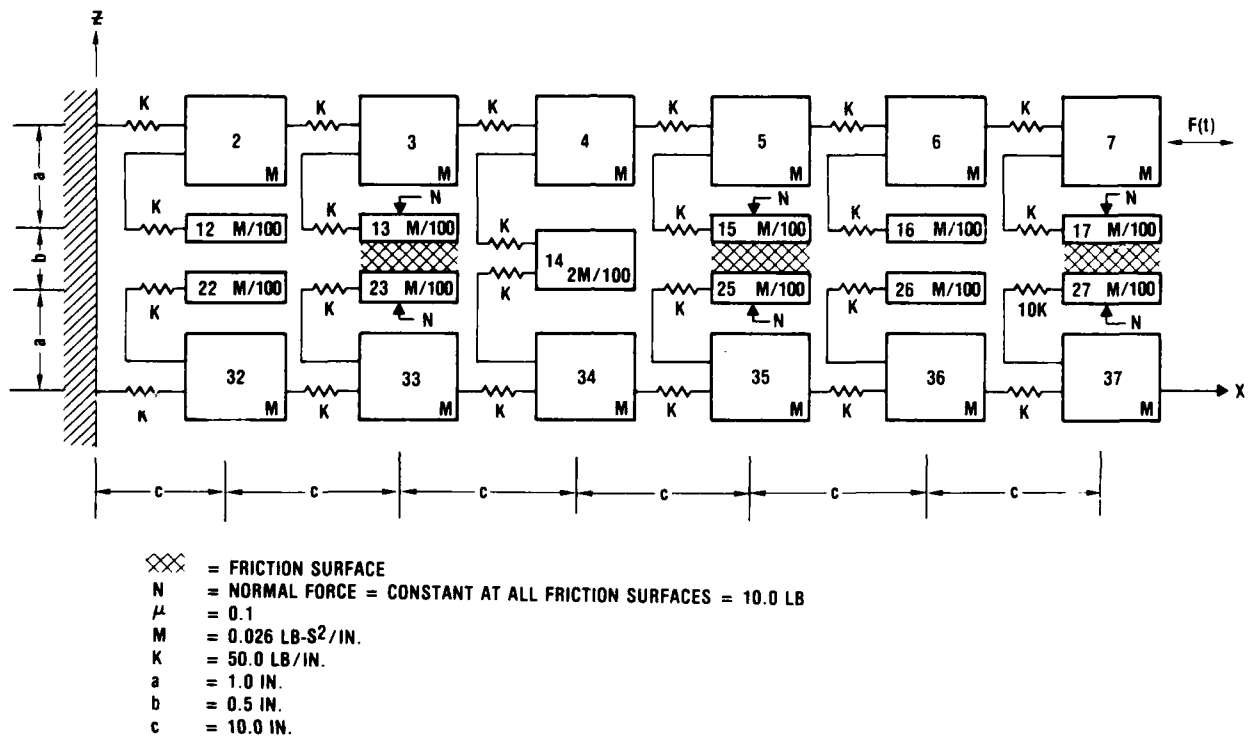 Z
K K K K K K
2 3 4 5 6 7 F(t)
M M M M M M
a
N N N
K K K K K K
12 M/100 13 M/100 15 M/100 16 M/100 17 M/100
b
14 2M/100
22 M/100 23 M/100 25 M/100 26 M/100 27 M/100
K K K K K 10K
N N N
a
32 33 34 35 36 37
M M M M M M
X
K K K K K K
c c c c c c
= FRICTION SURFACE
N = NORMAL FORCE = CONSTANT AT ALL FRICTION SURFACES = 10.0 LB
μ = 0.1
M = 0.026 LB-S²/IN.
K = 50.0 LB/IN.
a = 1.0 IN.
b = 0.5 IN.
c = 10.0 IN.